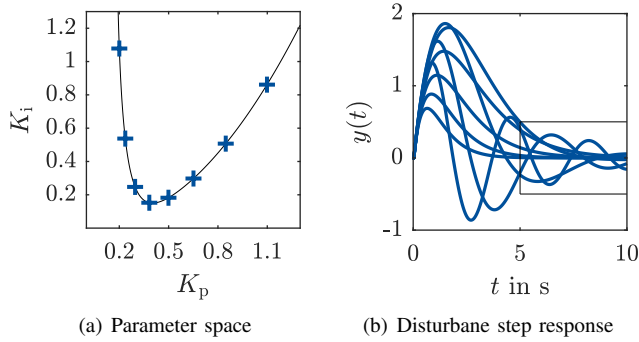 1.2
1
0.8
0.6
0.4
0.2
K_i
0.2 0.5 0.8 1.1
K_p
(a) Parameter space
2
1
0
-1
y(t)
0 5 10
t in s
(b) Disturbane step response